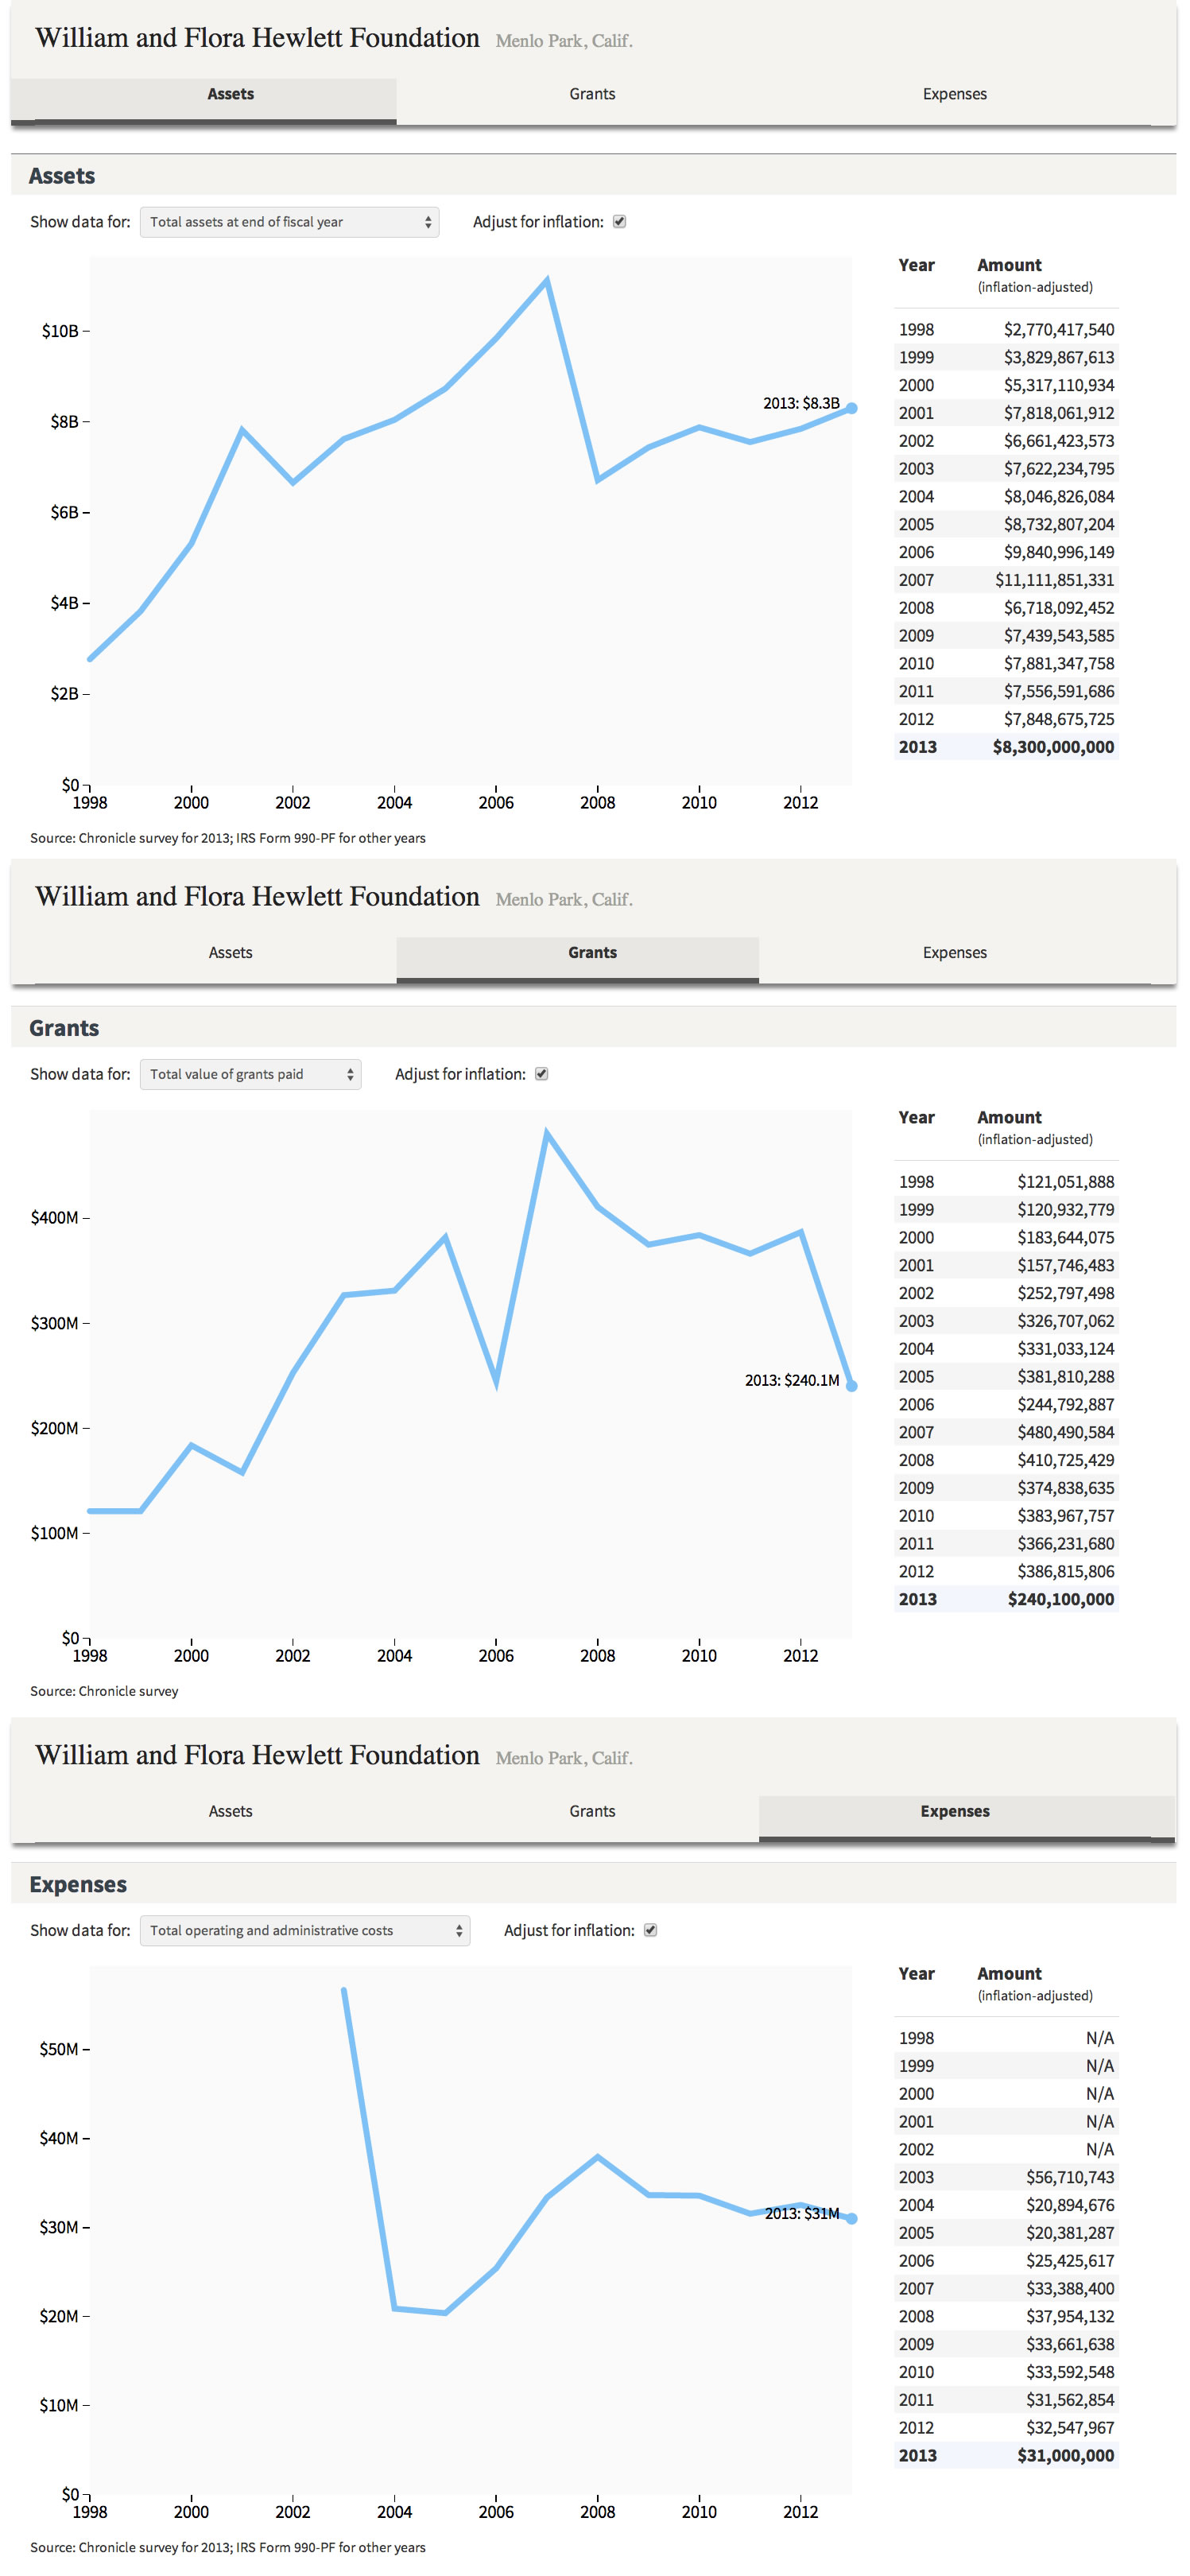 William and Flora Hewlett Foundation Menlo Park, Calif.
Assets Grants Expenses
Assets
Show data for: Total assets at end of fiscal year Adjust for inflation:
$10B
$8B
$6B
$4B
$2B
$0
2013: $8.3B
1998 2000 2002 2004 2006 2008 2010 2012
Year Amount
(inflation-adjusted)
1998 $2,770,417,540
1999 $3,829,867,613
2000 $5,317,110,934
2001 $7,818,061,912
2002 $6,661,423,573
2003 $7,622,234,795
2004 $8,046,826,084
2005 $8,732,807,204
2006 $9,840,996,149
2007 $11,111,851,331
2008 $6,718,092,452
2009 $7,439,543,585
2010 $7,881,347,758
2011 $7,556,591,686
2012 $7,848,675,725
2013 $8,300,000,000
Source: Chronicle survey for 2013; IRS Form 990-PF for other years
William and Flora Hewlett Foundation Menlo Park, Calif.
Assets Grants Expenses
Grants
Show data for: Total value of grants paid Adjust for inflation:
$400M
$300M
$200M
$100M
$0
2013: $240.1M
1998 2000 2002 2004 2006 2008 2010 2012
Year Amount
(inflation-adjusted)
1998 $121,051,888
1999 $120,932,779
2000 $183,644,075
2001 $157,746,483
2002 $252,797,498
2003 $326,707,062
2004 $331,033,124
2005 $381,810,288
2006 $244,792,887
2007 $480,490,584
2008 $410,725,429
2009 $374,838,635
2010 $383,967,757
2011 $366,231,680
2012 $386,815,806
2013 $240,100,000
Source: Chronicle survey
William and Flora Hewlett Foundation Menlo Park, Calif.
Assets Grants Expenses
Expenses
Show data for: Total operating and administrative costs Adjust for inflation:
$50M
$40M
$30M
$20M
$10M
$0
2013: $31M
1998 2000 2002 2004 2006 2008 2010 2012
Year Amount
(inflation-adjusted)
1998 N/A
1999 N/A
2000 N/A
2001 N/A
2002 N/A
2003 $56,710,743
2004 $20,894,676
2005 $20,381,287
2006 $25,425,617
2007 $33,388,400
2008 $37,954,132
2009 $33,661,638
2010 $33,592,548
2011 $31,562,854
2012 $32,547,967
2013 $31,000,000
Source: Chronicle survey for 2013; IRS Form 990-PF for other years